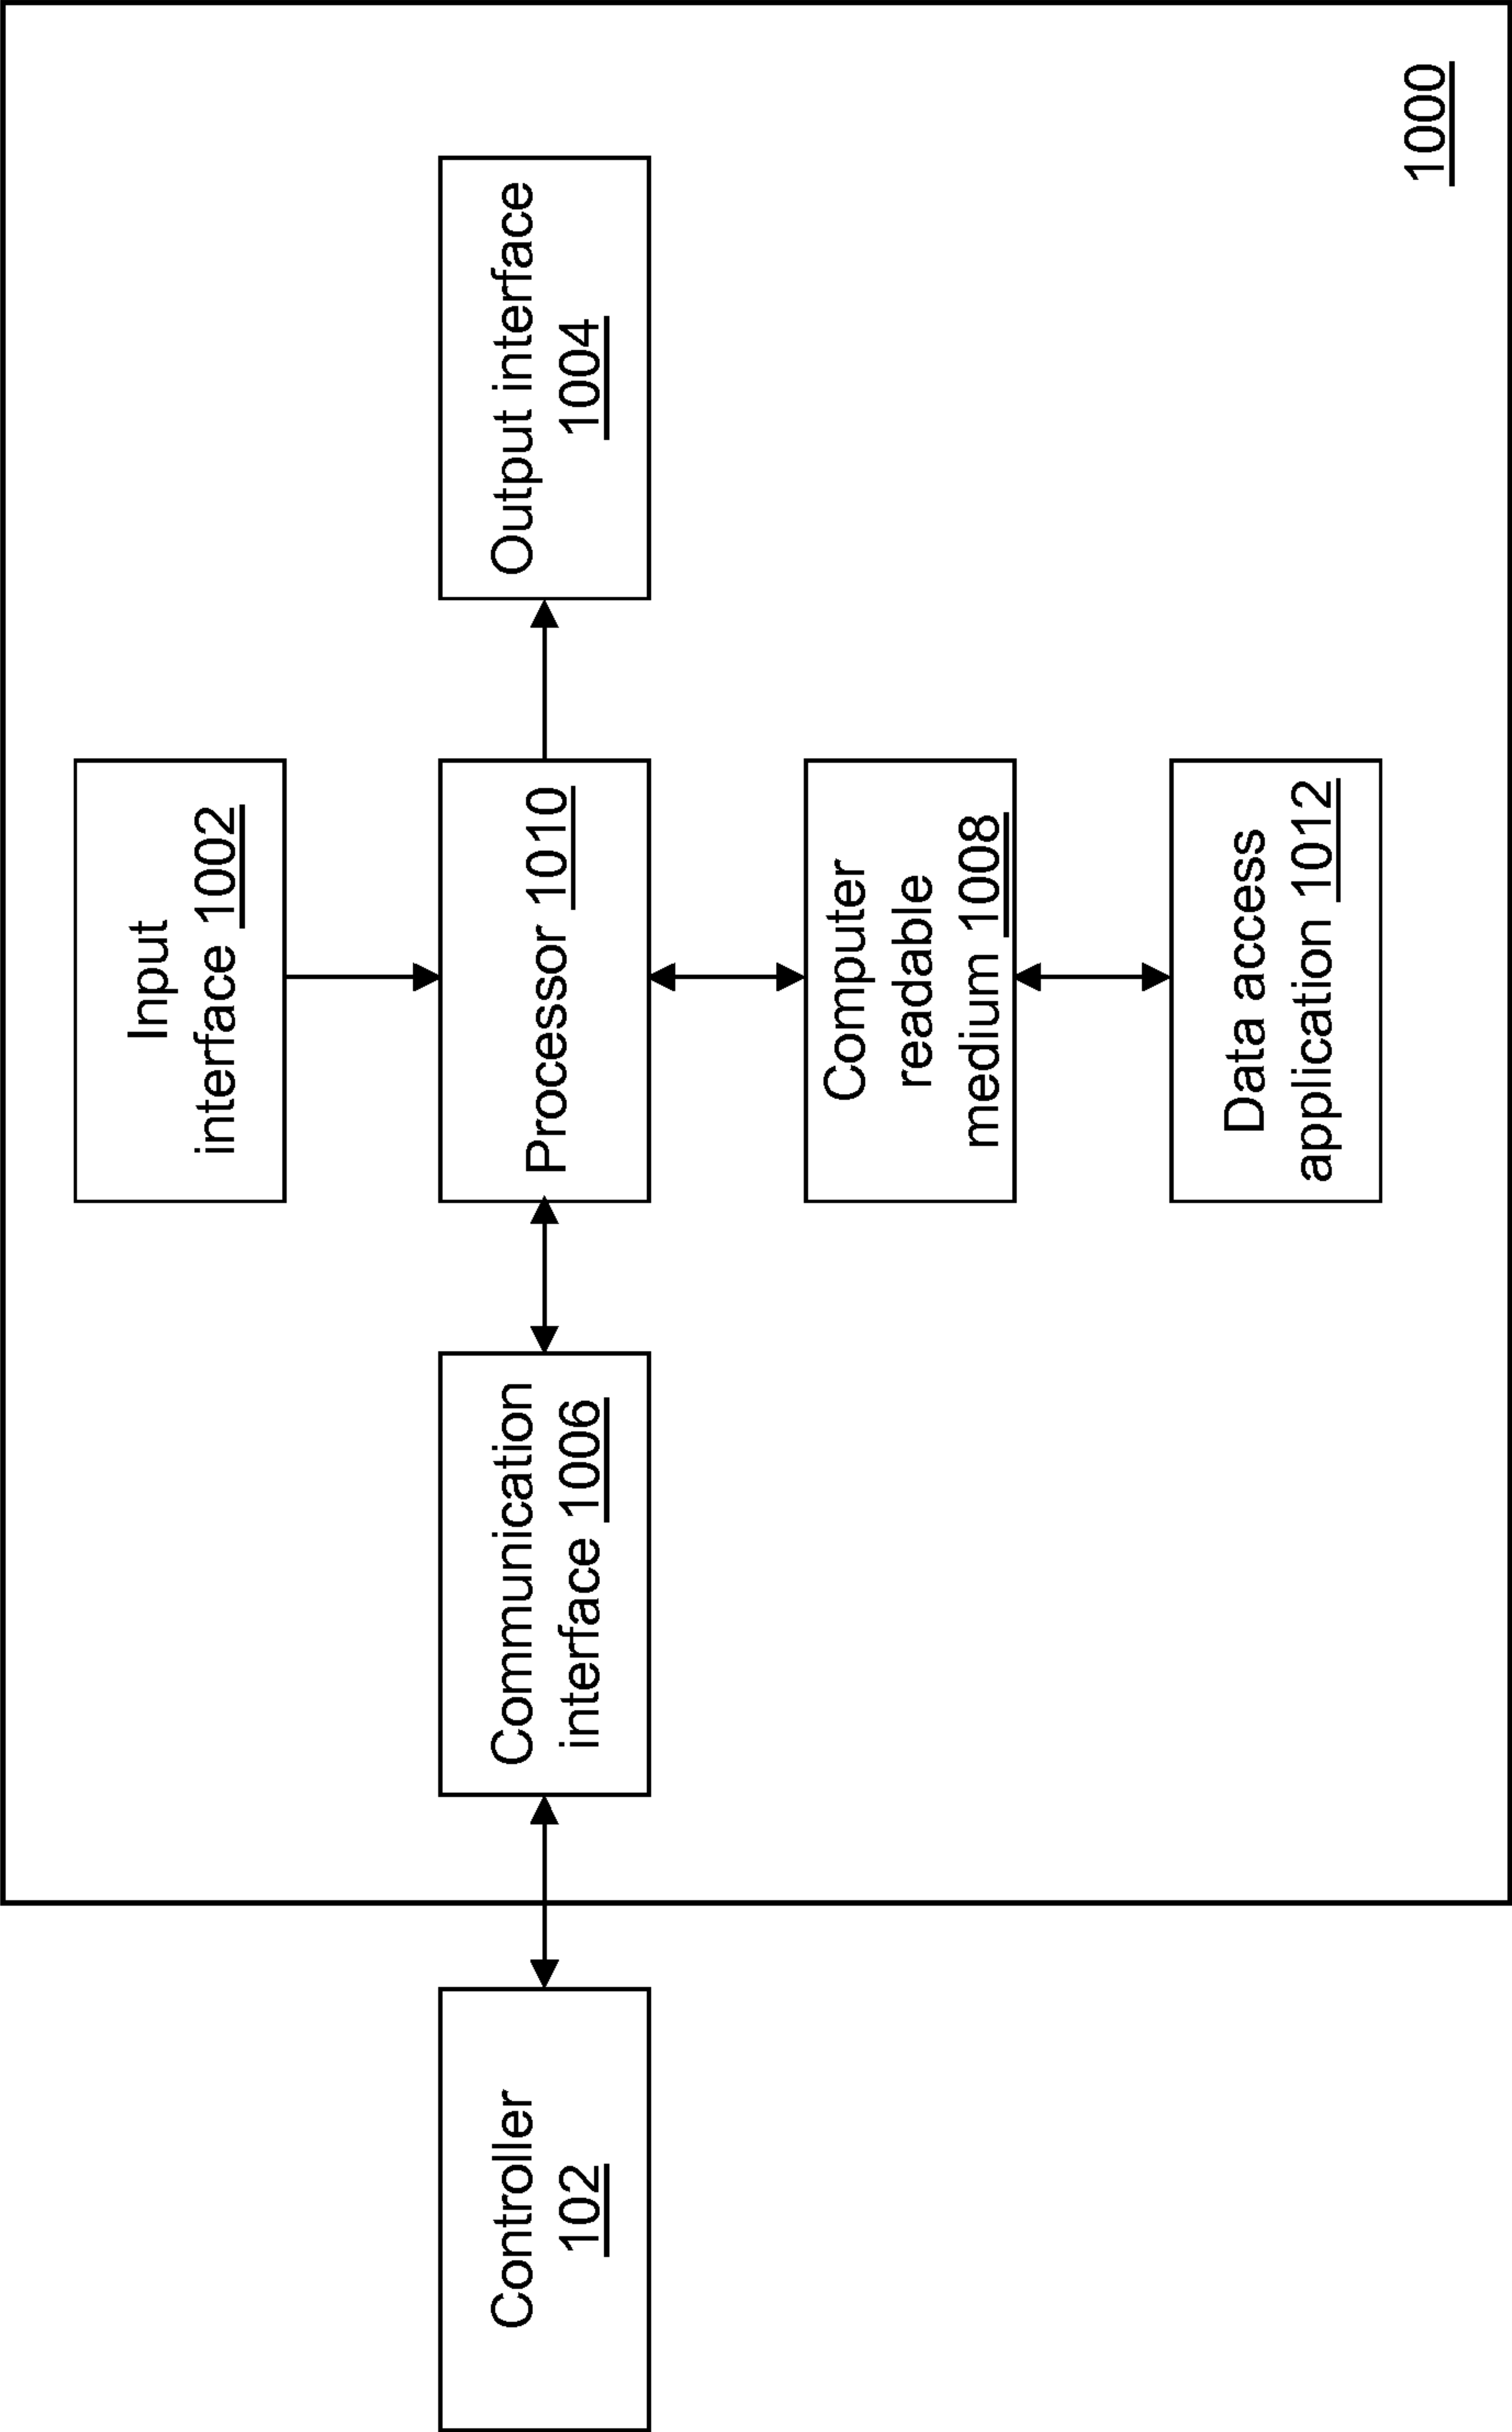 Input
interface 1002
Controller
102
Communication
interface 1006
Processor 1010
Output interface
1004
Computer
readable
medium 1008
Data access
application 1012
1000